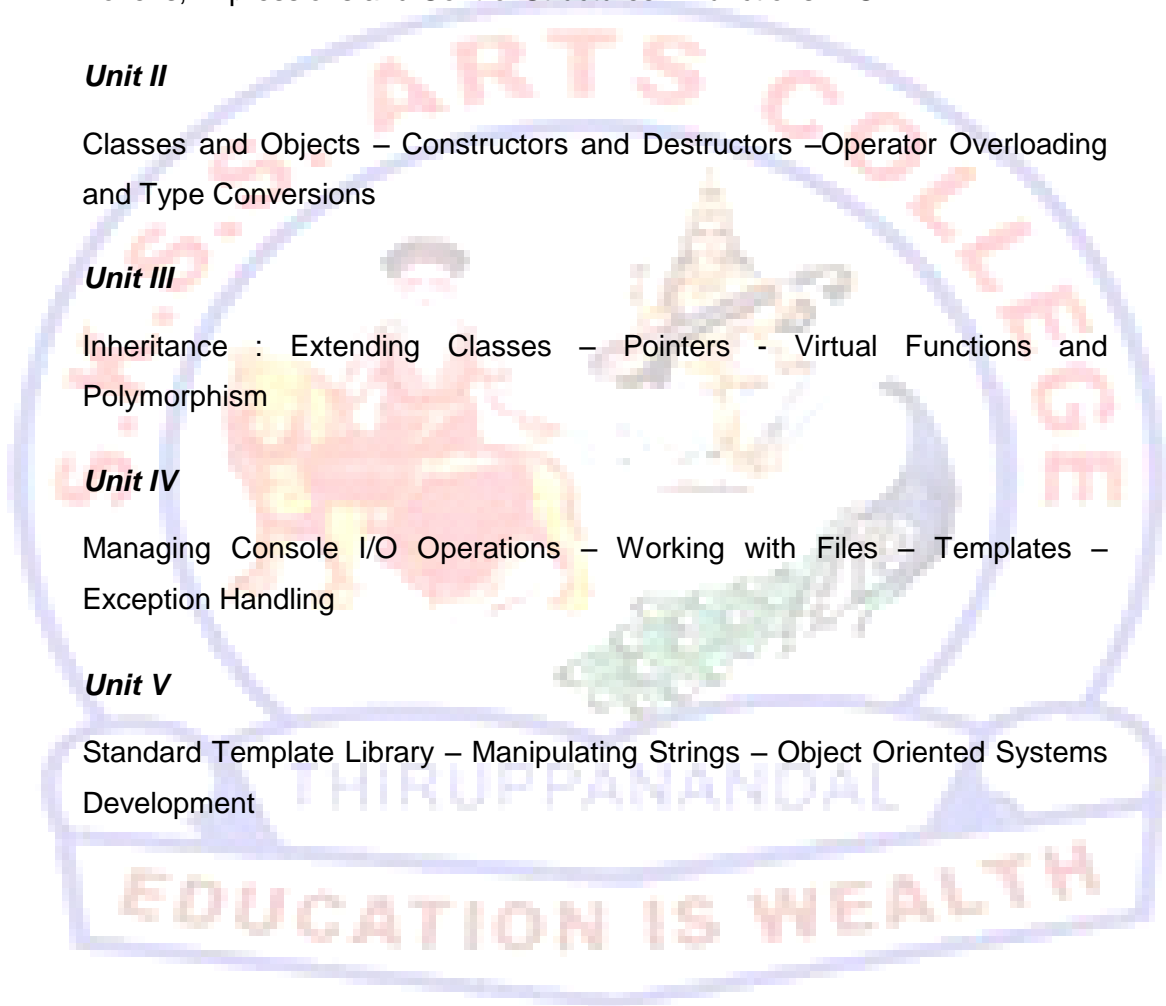 Unit II
Classes and Objects – Constructors and Destructors –Operator Overloading
and Type Conversions
Unit III
Inheritance : Extending Classes – Pointers - Virtual Functions and
Polymorphism
Unit IV
Managing Console I/O Operations – Working with Files – Templates –
Exception Handling
Unit V
Standard Template Library – Manipulating Strings – Object Oriented Systems
Development
S.K.S.S. ARTS COLLEGE
THIRUPPANANDAL
EDUCATION IS WEALTH